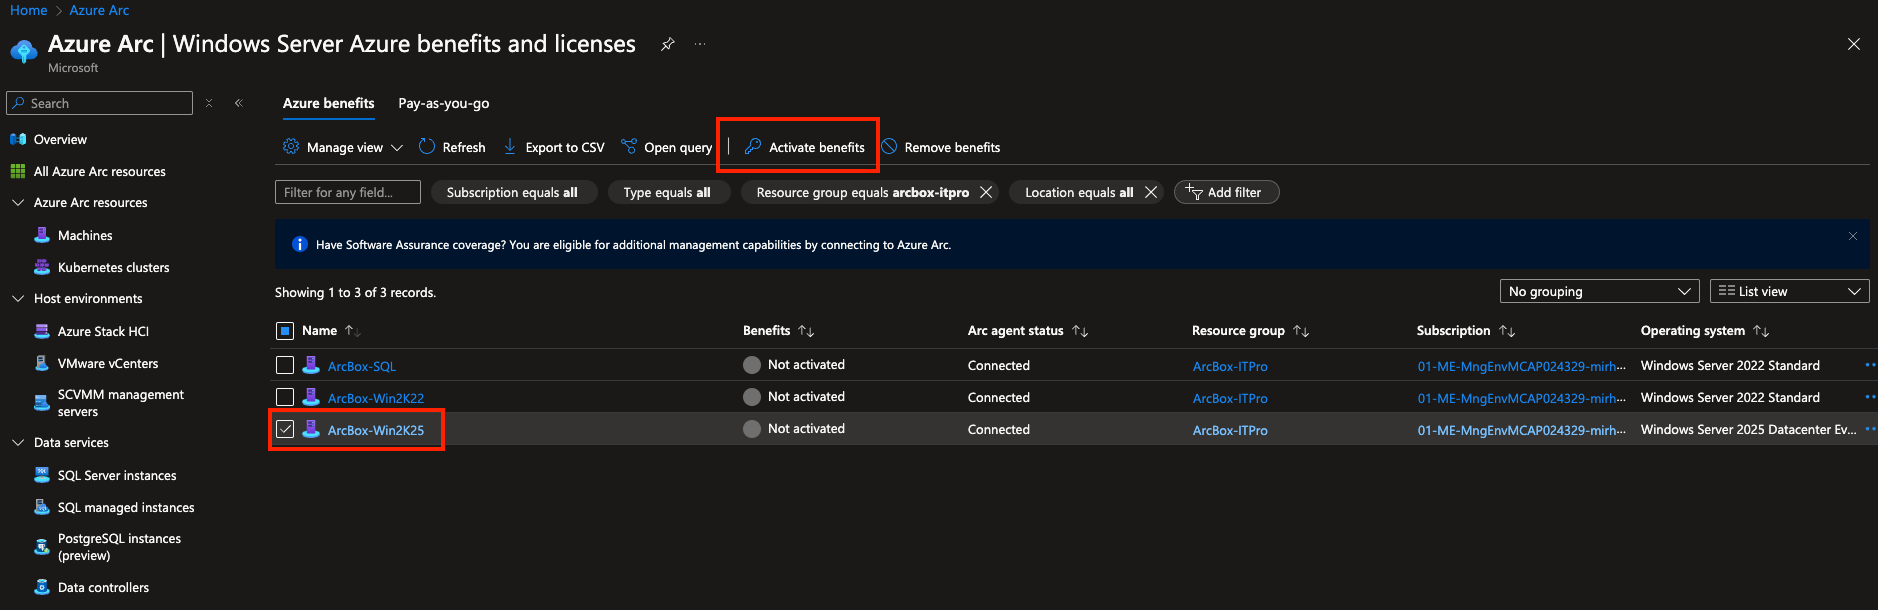 Home > Azure Arc
Azure Arc | Windows Server Azure benefits and licenses ...
Microsoft
Search
Overview
All Azure Arc resources
Azure Arc resources
Machines
Kubernetes clusters
Host environments
Azure Stack HCI
VMware vCenters
SCVMM management
servers
Data services
SQL Server instances
SQL managed instances
PostgreSQL instances
(preview)
Data controllers
Azure benefits Pay-as-you-go
Manage view Refresh Export to CSV Open query | Activate benefits Remove benefits
Filter for any field... Subscription equals all Type equals all Resource group equals arcbox-itpro Location equals all Add filter
Have Software Assurance coverage? You are eligible for additional management capabilities by connecting to Azure Arc.
Showing 1 to 3 of 3 records. No grouping List view
Name Benefits Arc agent status Resource group Subscription Operating system
ArcBox-SQL Not activated Connected ArcBox-ITPro 01-ME-MngEnvMCAP024329-mirh... Windows Server 2022 Standard
ArcBox-Win2K22 Not activated Connected ArcBox-ITPro 01-ME-MngEnvMCAP024329-mirh... Windows Server 2022 Standard
ArcBox-Win2K25 Not activated Connected ArcBox-ITPro 01-ME-MngEnvMCAP024329-mirh... Windows Server 2025 Datacenter Ev...